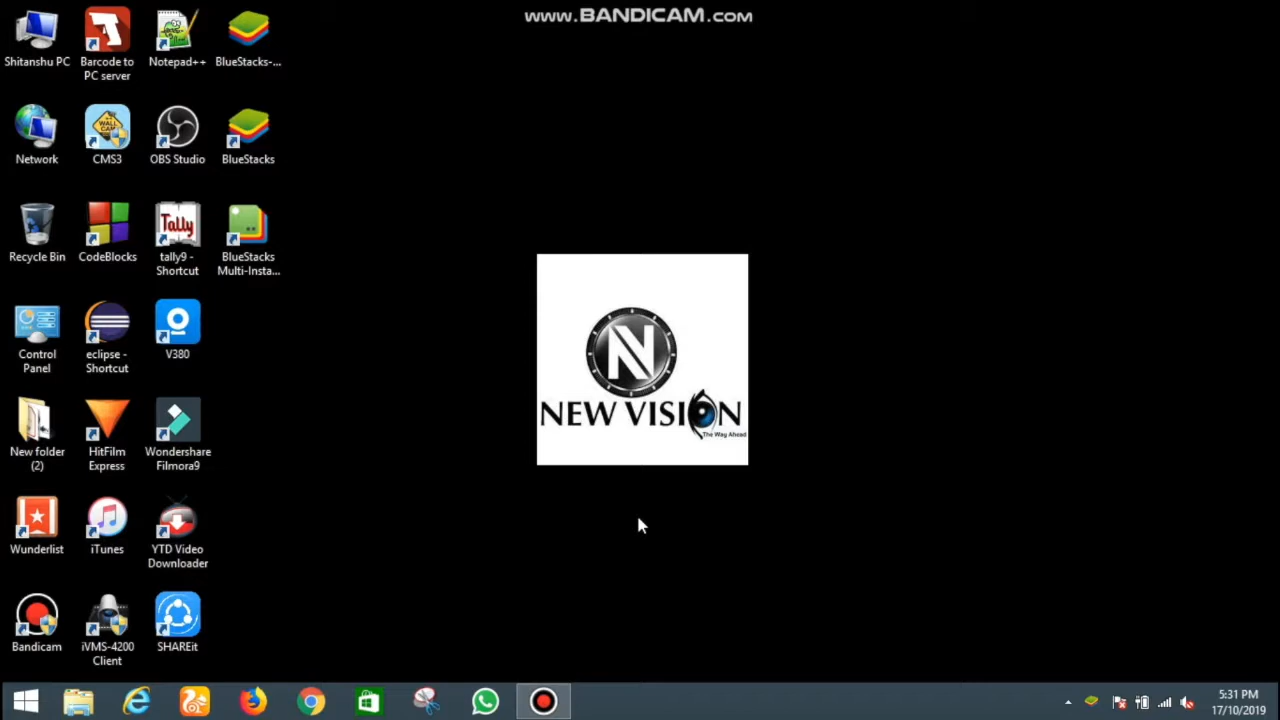 www.BANDICAM.com
Shitanshu PC
Barcode to
PC server
Notepad++
BlueStacks-...
Network
WALL
CAM
CMS3
OBS Studio
BlueStacks
Recycle Bin
CodeBlocks
Tally
tally9 -
Shortcut
BlueStacks
Multi-Insta...
Control
Panel
eclipse -
Shortcut
V380
New folder
(2)
HitFilm
Express
Wondershare
Filmora9
Wunderlist
iTunes
YTD Video
Downloader
Bandicam
iVMS-4200
Client
SHAREit
N
NEW VISION
The Way Ahead
5:31 PM
17/10/2019